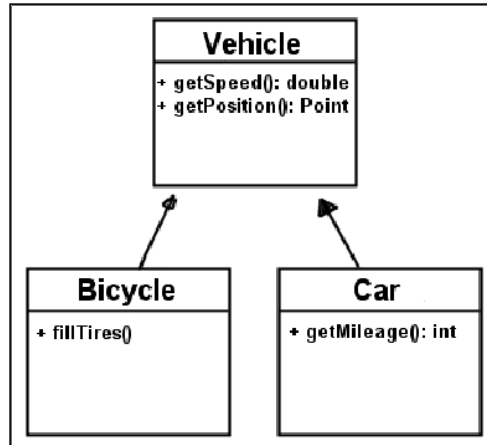 Vehicle
+ getSpeed(): double
+ getPosition(): Point
Bicycle
+ fillTires()
Car
+ getMileage(): int